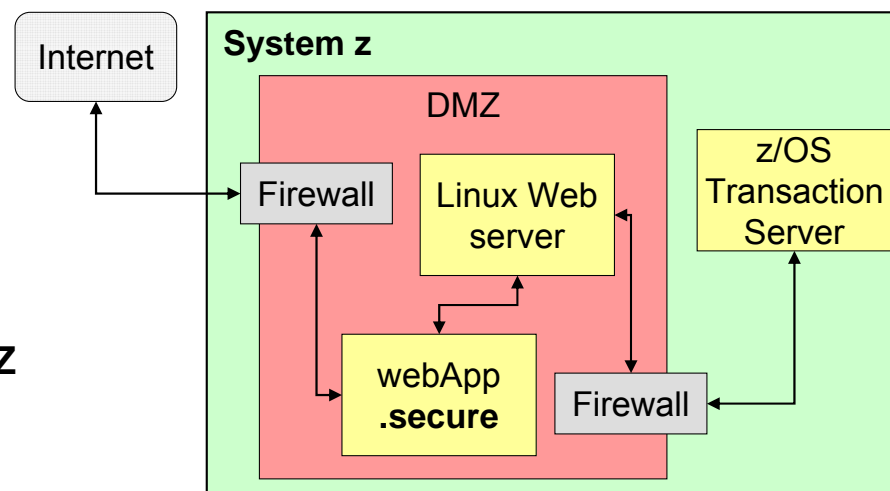 Internet
System z
DMZ
Firewall
Linux Web
server
z/OS
Transaction
Server
z
webApp
.secure
Firewall